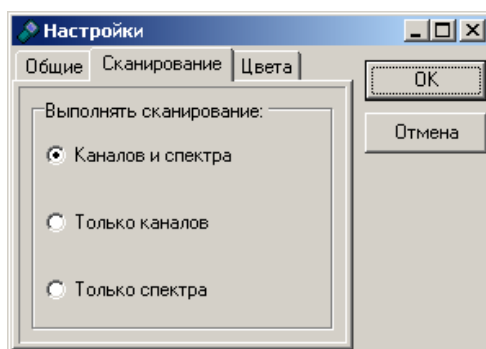 Настройки
Общие Сканирование Цвета
OK
Отмена
Выполнять сканирование:
Каналов и спектра
Только каналов
Только спектра